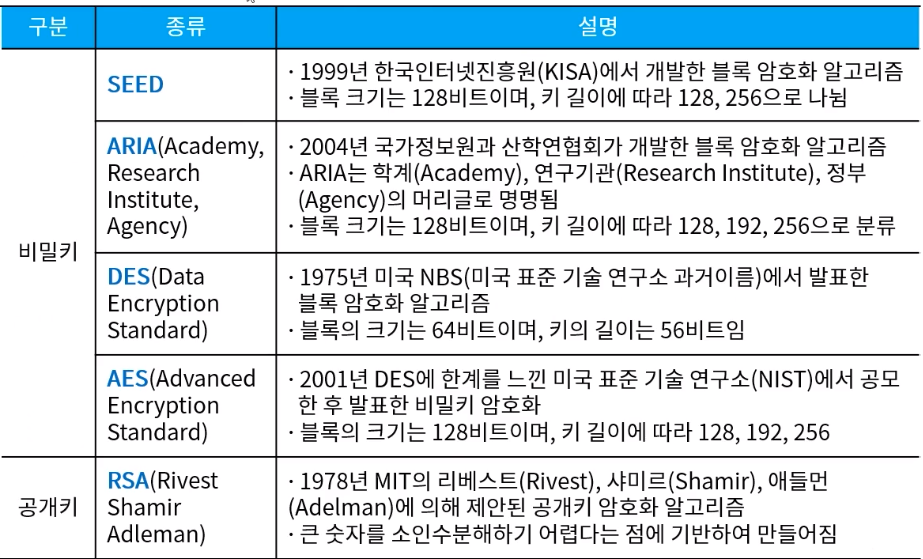 구분 종류 설명
비밀키
SEED
· 1999년 한국인터넷진흥원(KISA)에서 개발한 블록 암호화 알고리즘
· 블록 크기는 128비트이며, 키 길이에 따라 128, 256으로 나뉨
ARIA(Academy,
Research
Institute,
Agency)
· 2004년 국가정보원과 산학연협회가 개발한 블록 암호화 알고리즘
· ARIA는 학계(Academy), 연구기관(Research Institute), 정부
(Agency)의 머리글로 명명됨
· 블록 크기는 128비트이며, 키 길이에 따라 128, 192, 256으로 분류
DES(Data
Encryption
Standard)
· 1975년 미국 NBS(미국 표준 기술 연구소 과거이름)에서 발표한
블록 암호화 알고리즘
· 블록의 크기는 64비트이며, 키의 길이는 56비트임
AES(Advanced
Encryption
Standard)
· 2001년 DES에 한계를 느낀 미국 표준 기술 연구소(NIST)에서 공모
한 후 발표한 비밀키 암호화
· 블록의 크기는 128비트이며, 키 길이에 따라 128, 192, 256
공개키
RSA(Rivest
Shamir
Adleman)
· 1978년 MIT의 리베스트(Rivest), 샤미르(Shamir), 애들먼
(Adelman)에 의해 제안된 공개키 암호화 알고리즘
· 큰 숫자를 소인수분해하기 어렵다는 점에 기반하여 만들어짐